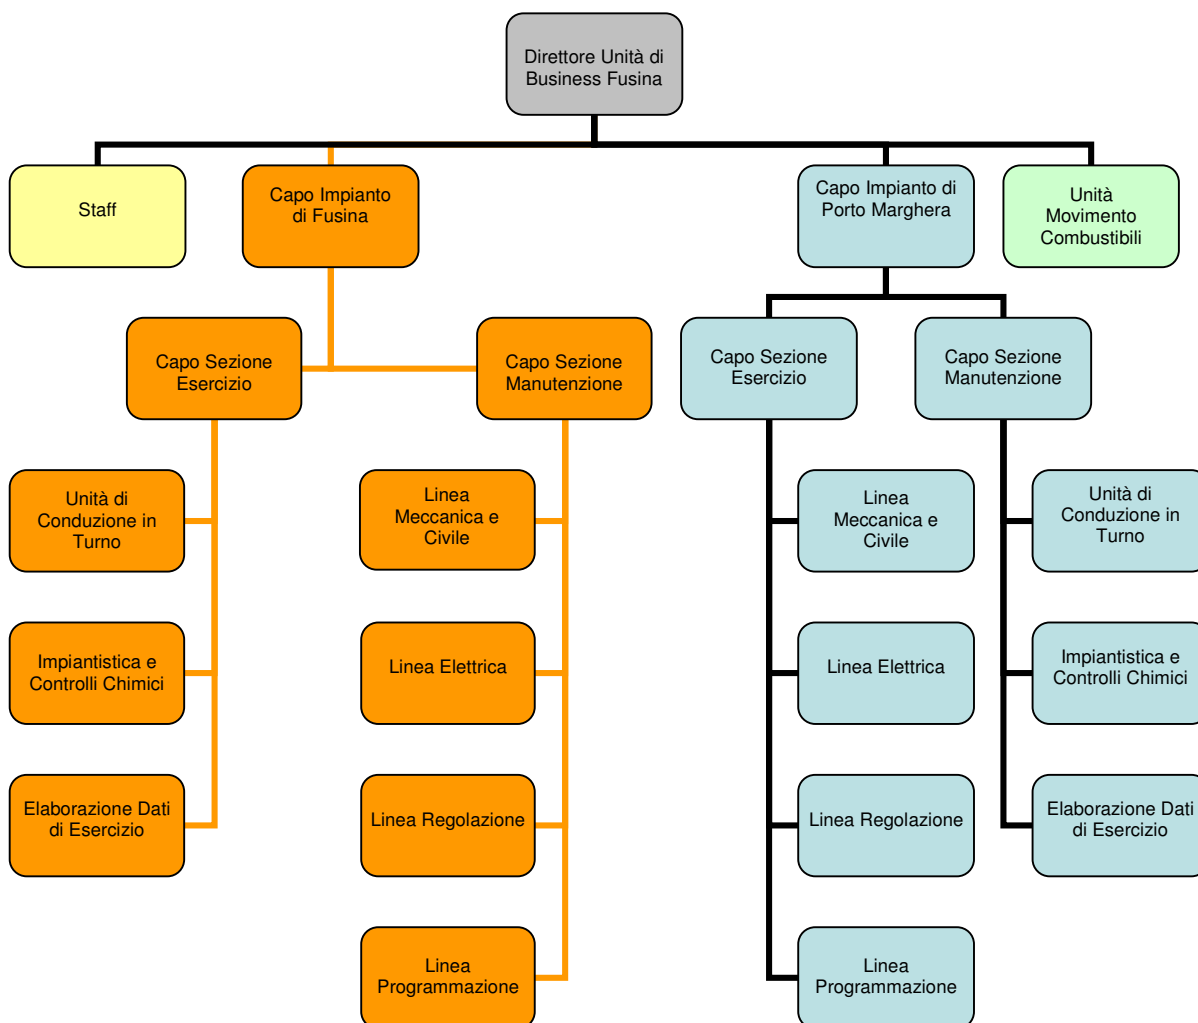 Direttore Unità di
Business Fusina
Staff
Capo Impianto
di Fusina
Capo Impianto di
Porto Marghera
Unità
Movimento
Combustibili
Capo Sezione
Esercizio
Capo Sezione
Manutenzione
Capo Sezione
Esercizio
Capo Sezione
Manutenzione
Unità di
Conduzione in
Turno
Linea
Meccanica e
Civile
Linea
Meccanica e
Civile
Unità di
Conduzione in
Turno
Impiantistica e
Controlli Chimici
Linea Elettrica
Linea Elettrica
Impiantistica e
Controlli Chimici
Elaborazione Dati
di Esercizio
Linea Regolazione
Linea Regolazione
Elaborazione Dati
di Esercizio
Linea
Programmazione
Linea
Programmazione